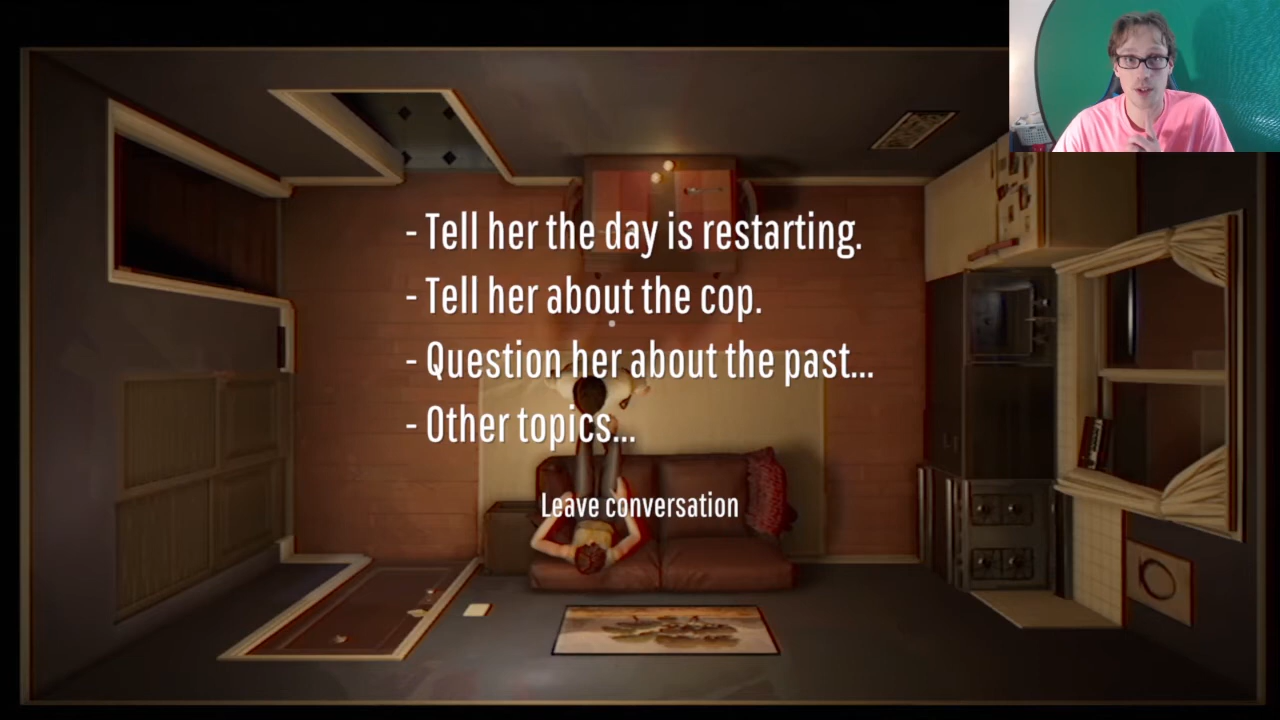 - Tell her the day is restarting.
- Tell her about the cop.
- Question her about the past...
- Other topics...
Leave conversation